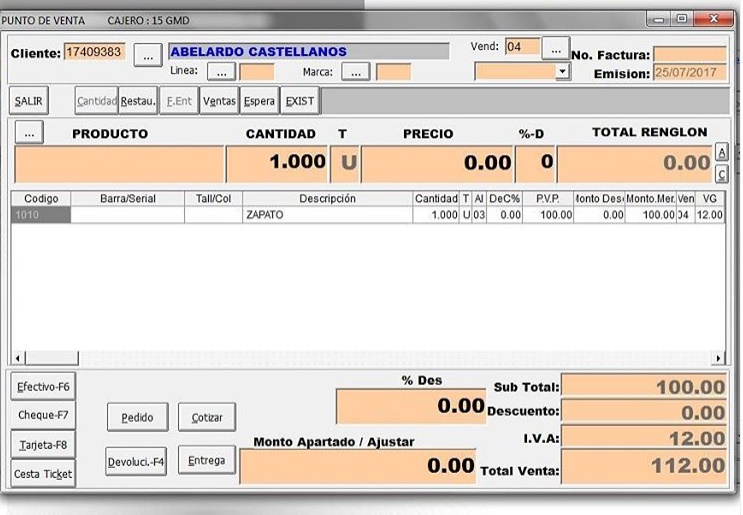 PUNTO DE VENTA CAJERO : 15 GMD
Cliente: 17409383 ... ABELARDO CASTELLANOS Vend: 04 ... No. Factura:
Linea: ... Marca: ... Emision: 25/07/2017
SALIR Cantidad Restau. F.Ent Ventas Espera EXIST
... PRODUCTO CANTIDAD T PRECIO %-D TOTAL RENGLON
1.000 U 0.00 0 0.00 A
C
Codigo Barra/Serial Tall/Col Descripción Cantidad T Al DeC% P.V.P. Monto Des Monto.Mer. Ven VG
1010 ZAPATO 1.000 U 03 0.00 100.00 0.00 100.00 04 12.00
Efectivo-F6 % Des Sub Total: 100.00
Cheque-F7 Pedido Cotizar 0.00 Descuento: 0.00
Tarjeta-F8 Monto Apartado / Ajustar I.V.A: 12.00
Cesta Ticket Devoluci.-F4 Entrega 0.00 Total Venta: 112.00